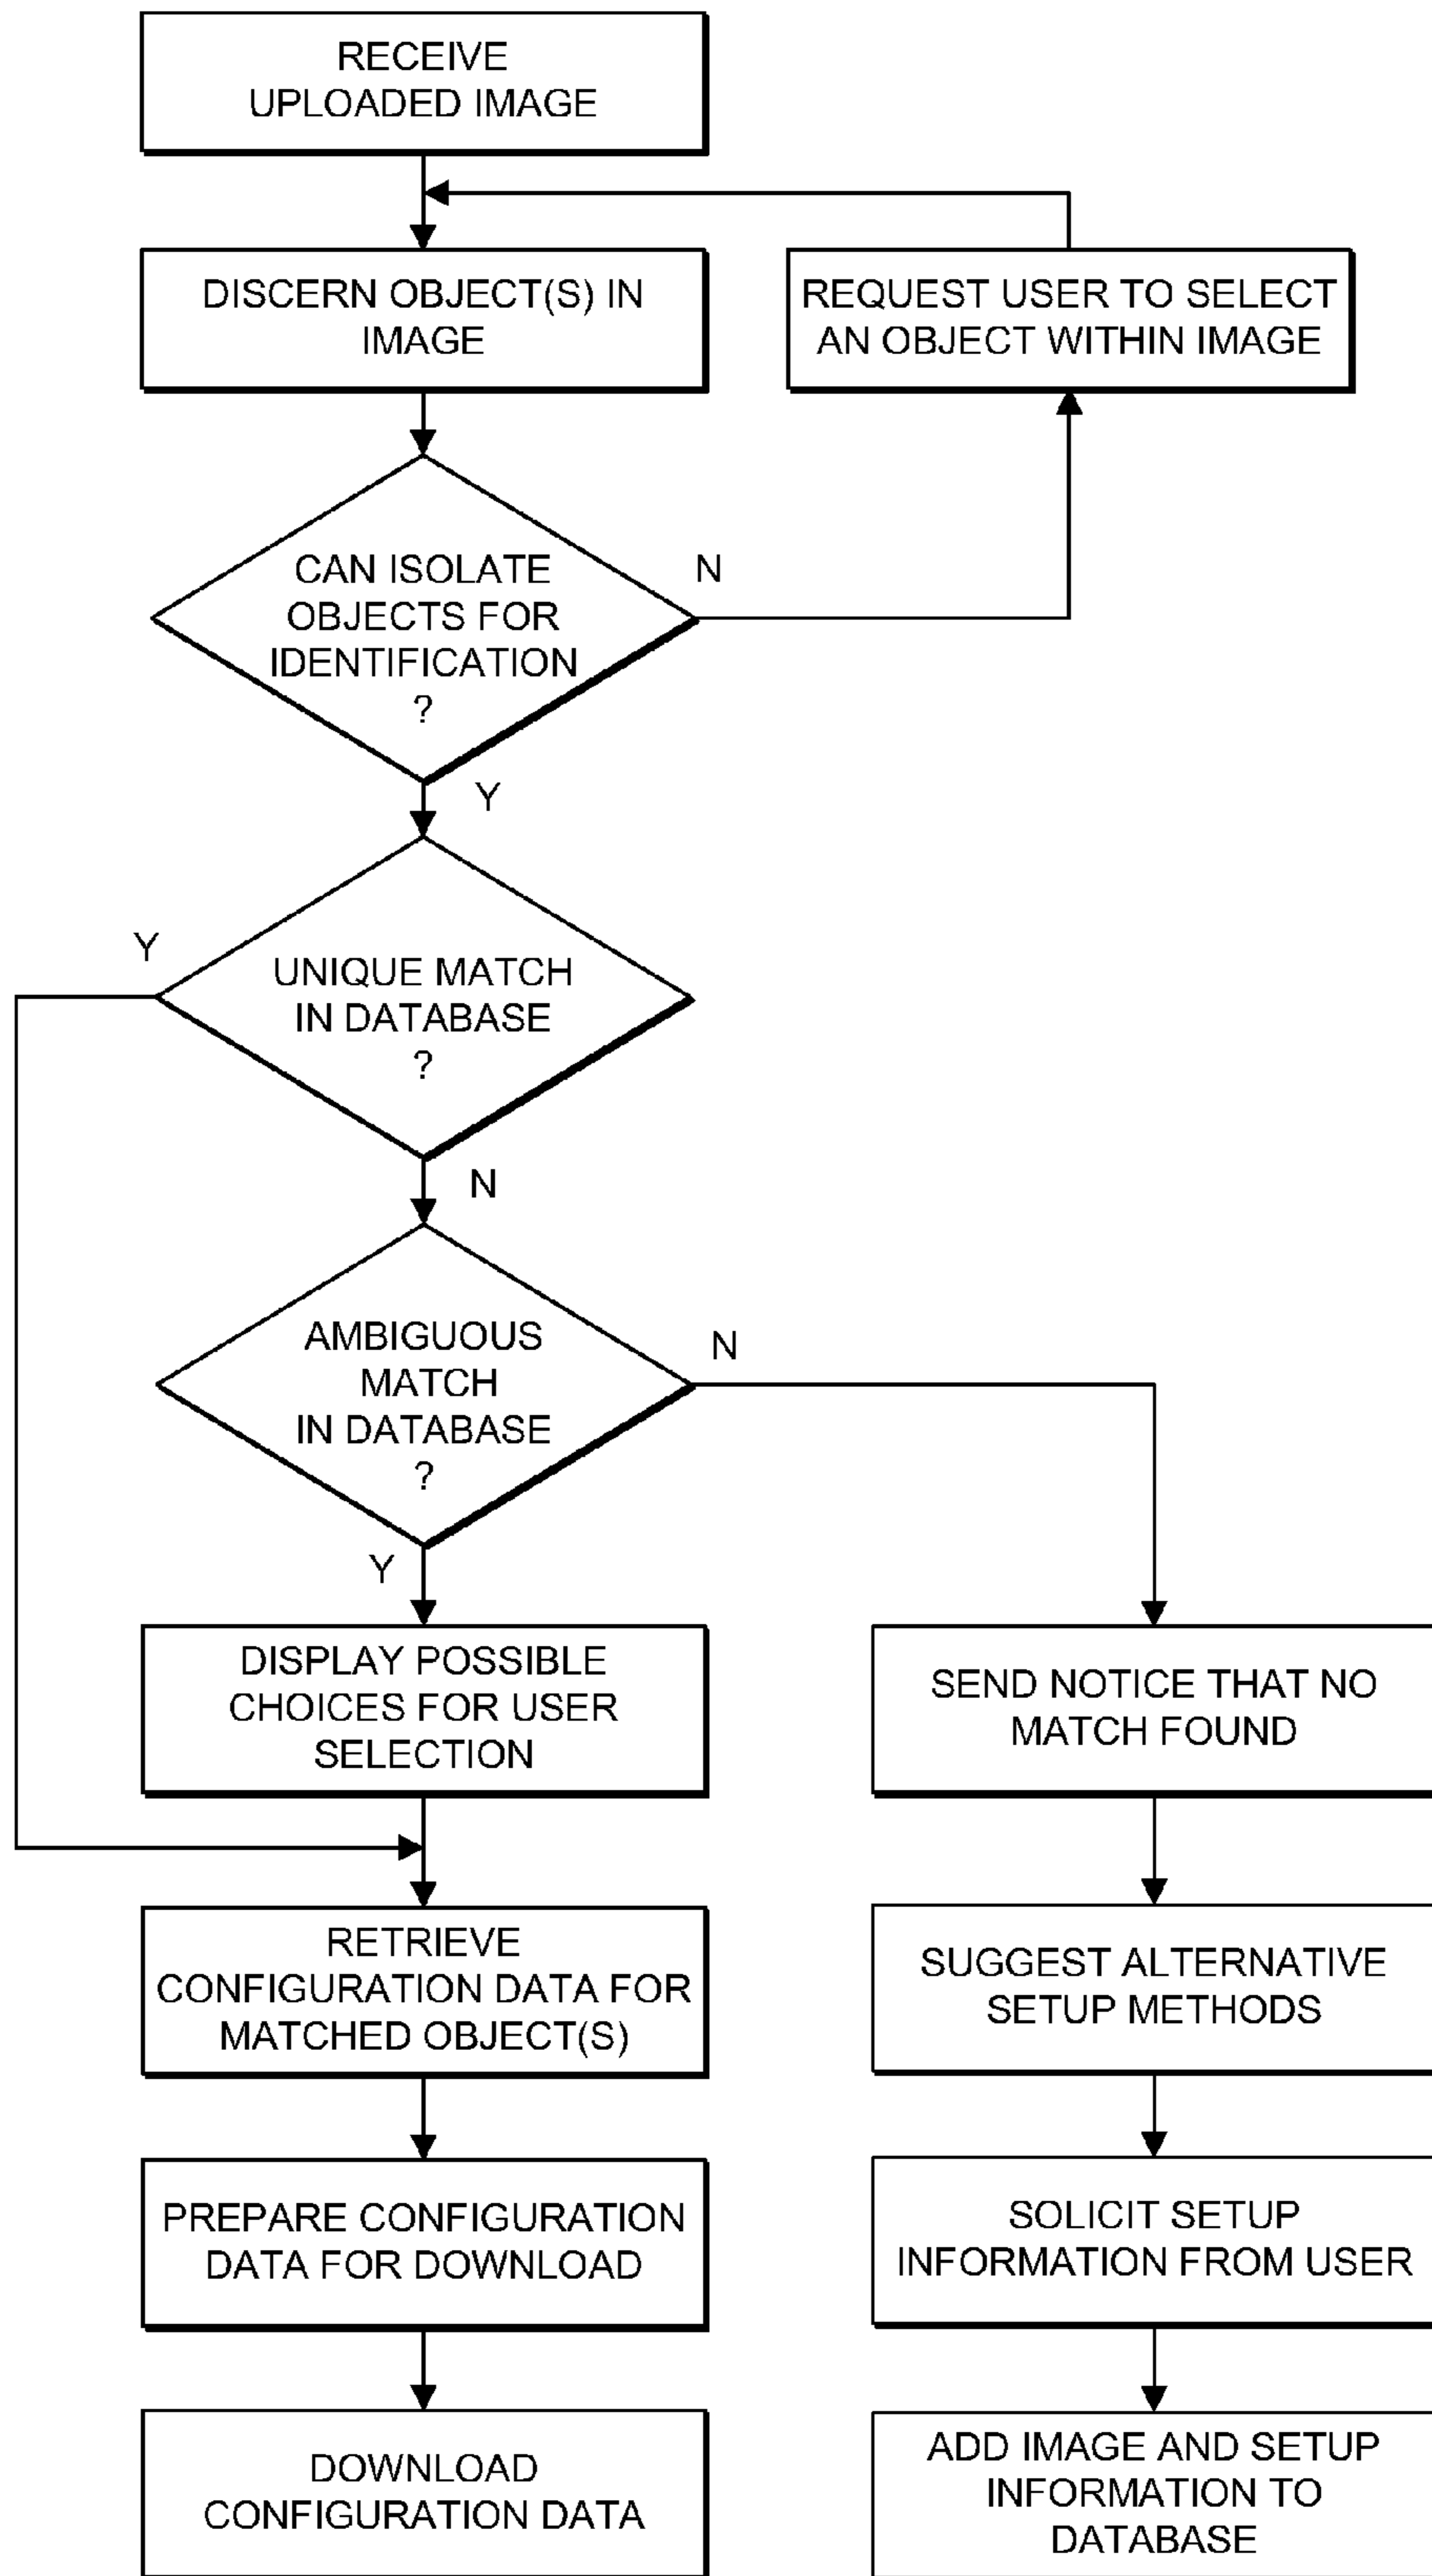 RECEIVE
UPLOADED IMAGE
DISCERN OBJECT(S) IN
IMAGE
REQUEST USER TO SELECT
AN OBJECT WITHIN IMAGE
CAN ISOLATE
OBJECTS FOR
IDENTIFICATION
?
N
Y
Y
UNIQUE MATCH
IN DATABASE
?
N
AMBIGUOUS
MATCH
IN DATABASE
?
N
Y
DISPLAY POSSIBLE
CHOICES FOR USER
SELECTION
SEND NOTICE THAT NO
MATCH FOUND
RETRIEVE
CONFIGURATION DATA FOR
MATCHED OBJECT(S)
SUGGEST ALTERNATIVE
SETUP METHODS
PREPARE CONFIGURATION
DATA FOR DOWNLOAD
SOLICIT SETUP
INFORMATION FROM USER
DOWNLOAD
CONFIGURATION DATA
ADD IMAGE AND SETUP
INFORMATION TO
DATABASE